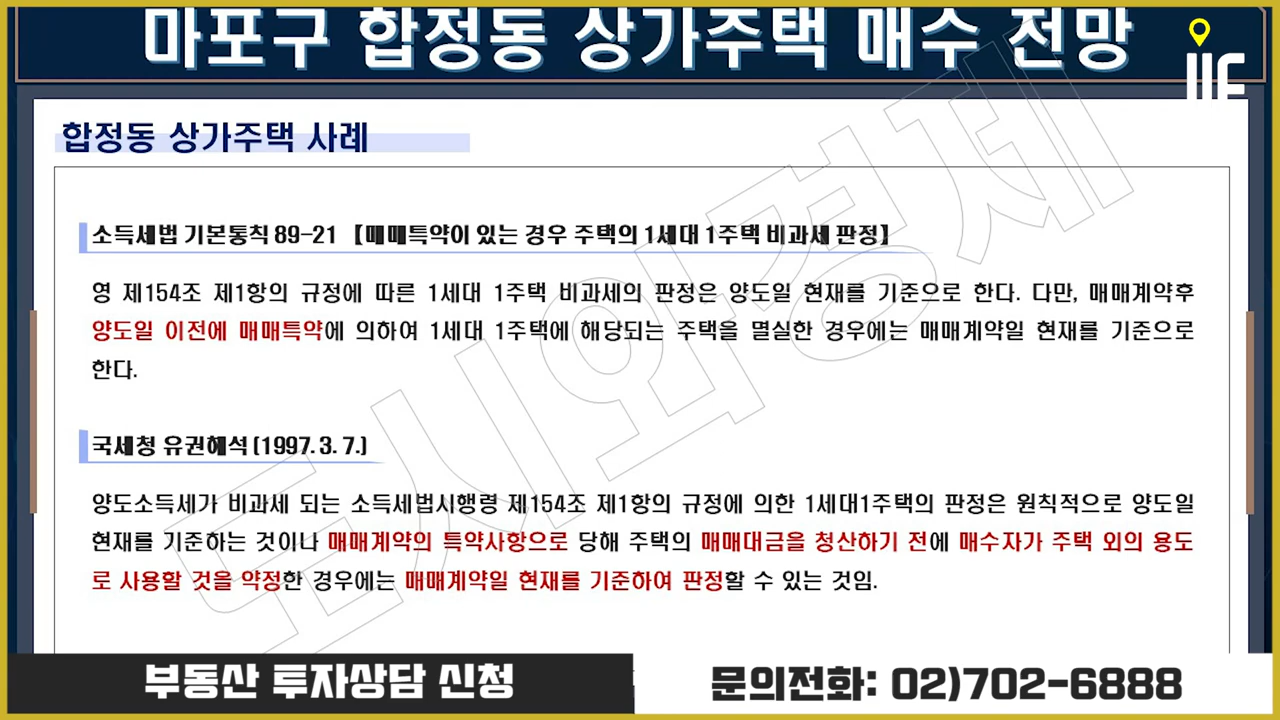 마포구 합정동 상가주택 매수 전망
합정동 상가주택 사례
소득세법 기본통칙 89-21 【매매특약이 있는 경우 주택의 1세대 1주택 비과세 판정】
영 제154조 제1항의 규정에 따른 1세대 1주택 비과세의 판정은 양도일 현재를 기준으로 한다. 다만, 매매계약후
양도일 이전에 매매특약에 의하여 1세대 1주택에 해당되는 주택을 멸실한 경우에는 매매계약일 현재를 기준으로
한다.
국세청 유권해석(1997. 3. 7.)
양도소득세가 비과세 되는 소득세법시행령 제154조 제1항의 규정에 의한 1세대1주택의 판정은 원칙적으로 양도일
현재를 기준하는 것이나 매매계약의 특약사항으로 당해 주택의 매매대금을 청산하기 전에 매수자가 주택 외의 용도
로 사용할 것을 약정한 경우에는 매매계약일 현재를 기준하여 판정할 수 있는 것임.
도시와경제
부동산 투자상담 신청
문의전화: 02)702-6888